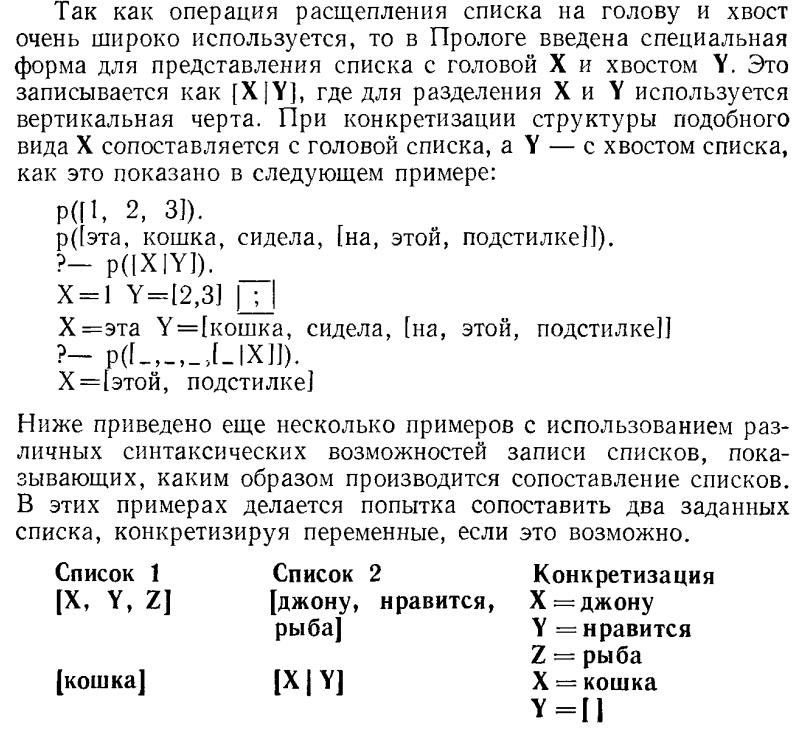 Так как операция расщепления списка на голову и хвост
очень широко используется, то в Прологе введена специальная
форма для представления списка с головой X и хвостом Y. Это
записывается как [X|Y], где для разделения X и Y используется
вертикальная черта. При конкретизации структуры подобного
вида X сопоставляется с головой списка, а Y — с хвостом списка,
как это показано в следующем примере:
p([1, 2, 3]).
p([эта, кошка, сидела, [на, этой, подстилке]]).
?— p([X|Y]).
X=1 Y=[2,3] ;
X=эта Y=[кошка, сидела, [на, этой, подстилке]]
?— p([_,_,_,[_|X]]).
X=[этой, подстилке]
Ниже приведено еще несколько примеров с использованием раз-
личных синтаксических возможностей записи списков, пока-
зывающих, каким образом производится сопоставление списков.
В этих примерах делается попытка сопоставить два заданных
списка, конкретизируя переменные, если это возможно.
Список 1 Список 2 Конкретизация
[X, Y, Z] [джону, нравится, X=джону
рыба] Y=нравится
Z=рыба
[кошка] [X|Y] X=кошка
Y=[]